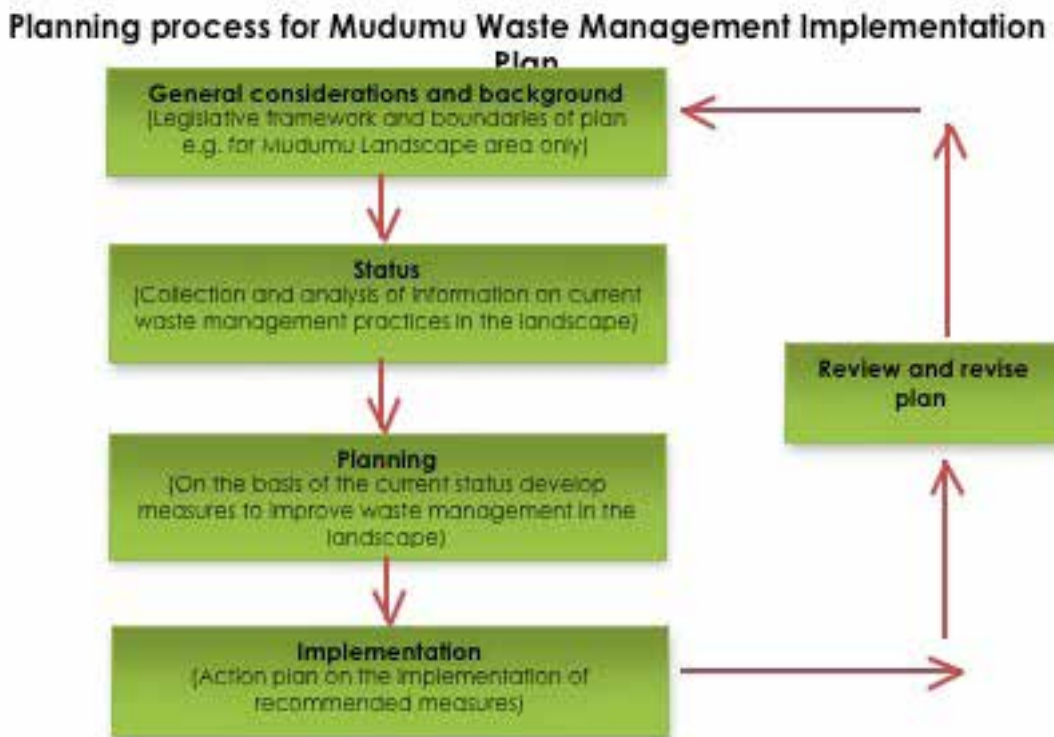 Planning process for Mudumu Waste Management Implementation
Plan
General considerations and background
(Legislative framework and boundaries of plan
e.g. for Mudumu Landscape area only)
Status
(Collection and analysis of information on current
waste management practices in the landscape)
Planning
(On the basis of the current status develop
measures to improve waste management in the
landscape)
Implementation
(Action plan on the implementation of
recommended measures)
Review and revise
plan